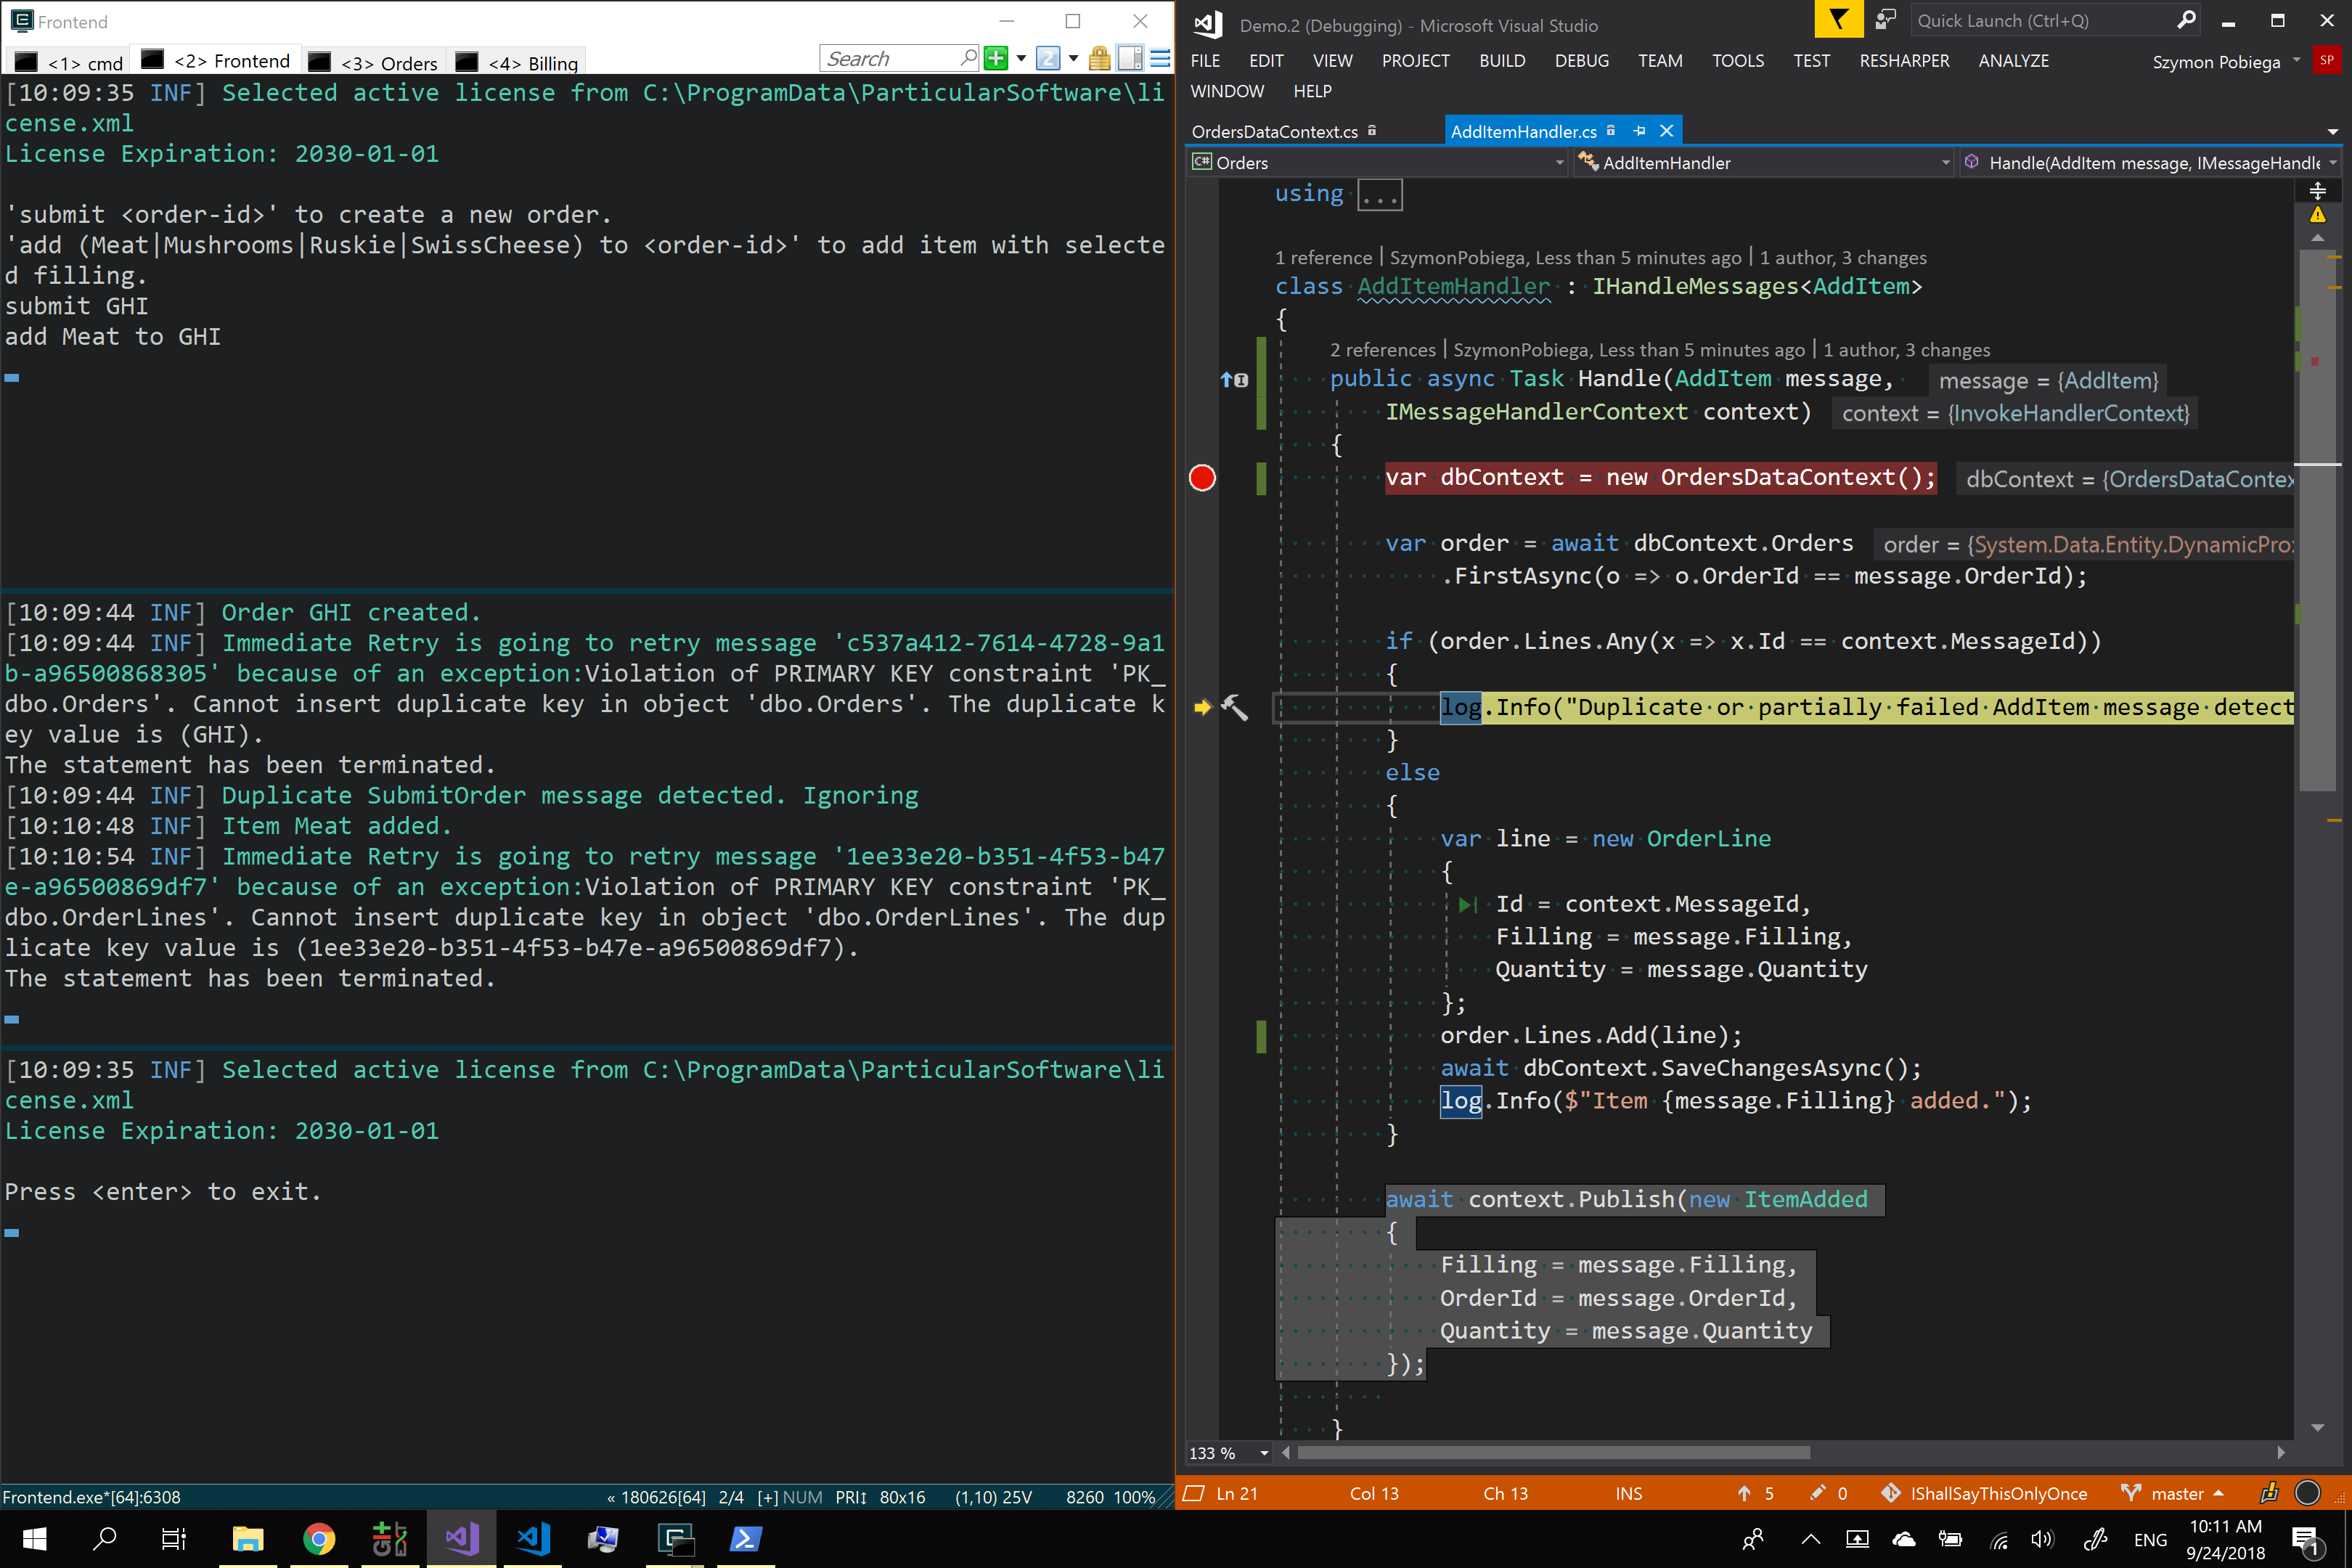 Frontend
<1> cmd <2> Frontend <3> Orders <4> Billing Search
[10:09:35 INF] Selected active license from C:\ProgramData\ParticularSoftware\li
cense.xml
License Expiration: 2030-01-01
'submit <order-id>' to create a new order.
'add (Meat|Mushrooms|Ruskie|SwissCheese) to <order-id>' to add item with selecte
d filling.
submit GHI
add Meat to GHI
[10:09:44 INF] Order GHI created.
[10:09:44 INF] Immediate Retry is going to retry message 'c537a412-7614-4728-9a1
b-a96500868305' because of an exception:Violation of PRIMARY KEY constraint 'PK_
dbo.Orders'. Cannot insert duplicate key in object 'dbo.Orders'. The duplicate k
ey value is (GHI).
The statement has been terminated.
[10:09:44 INF] Duplicate SubmitOrder message detected. Ignoring
[10:10:48 INF] Item Meat added.
[10:10:54 INF] Immediate Retry is going to retry message '1ee33e20-b351-4f53-b47
e-a96500869df7' because of an exception:Violation of PRIMARY KEY constraint 'PK_
dbo.OrderLines'. Cannot insert duplicate key in object 'dbo.OrderLines'. The dup
licate key value is (1ee33e20-b351-4f53-b47e-a96500869df7).
The statement has been terminated.
[10:09:35 INF] Selected active license from C:\ProgramData\ParticularSoftware\li
cense.xml
License Expiration: 2030-01-01
Press <enter> to exit.
Frontend.exe*[64]:6308 « 180626[64] 2/4 [+] NUM PRI↕ 80x16 (1,10) 25V 8260 100%
Demo.2 (Debugging) - Microsoft Visual Studio Quick Launch (Ctrl+Q)
FILE EDIT VIEW PROJECT BUILD DEBUG TEAM TOOLS TEST RESHARPER ANALYZE Szymon Pobiega SP
WINDOW HELP
OrdersDataContext.cs AddItemHandler.cs
C# Orders AddItemHandler Handle(AddItem message, IMessageHandle
using ...
1 reference | SzymonPobiega, Less than 5 minutes ago | 1 author, 3 changes
class AddItemHandler : IHandleMessages<AddItem>
{
2 references | SzymonPobiega, Less than 5 minutes ago | 1 author, 3 changes
public async Task Handle(AddItem message, message = {AddItem}
IMessageHandlerContext context) context = {InvokeHandlerContext}
{
var dbContext = new OrdersDataContext(); dbContext = {OrdersDataContex
var order = await dbContext.Orders order = {System.Data.Entity.DynamicProx
.FirstAsync(o => o.OrderId == message.OrderId);
if (order.Lines.Any(x => x.Id == context.MessageId))
{
log.Info("Duplicate or partially failed AddItem message detect
}
else
{
var line = new OrderLine
{
Id = context.MessageId,
Filling = message.Filling,
Quantity = message.Quantity
};
order.Lines.Add(line);
await dbContext.SaveChangesAsync();
log.Info($"Item {message.Filling} added.");
}
await context.Publish(new ItemAdded
{
Filling = message.Filling,
OrderId = message.OrderId,
Quantity = message.Quantity
});
}
133 %
Ln 21 Col 13 Ch 13 INS 5 0 IShallSayThisOnlyOnce master
ENG 10:11 AM
9/24/2018 1